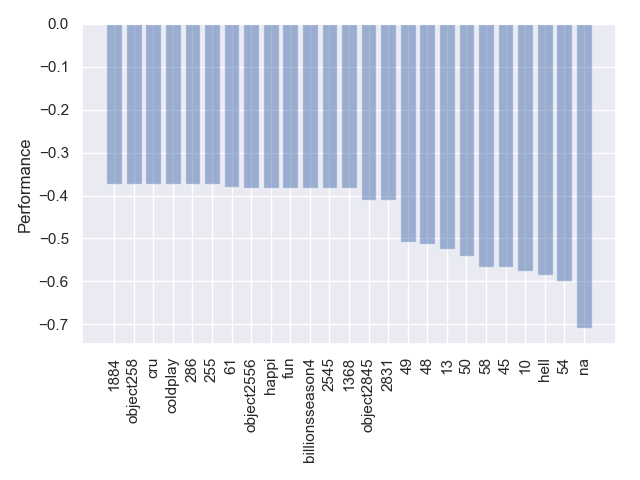 0.0
−0.1
−0.2
−0.3
−0.4
−0.5
−0.6
−0.7
Performance
1884
object258
cru
coldplay
286
255
61
object2556
happi
fun
billionsseason4
2545
1368
object2845
2831
49
48
13
50
58
45
10
hell
54
na